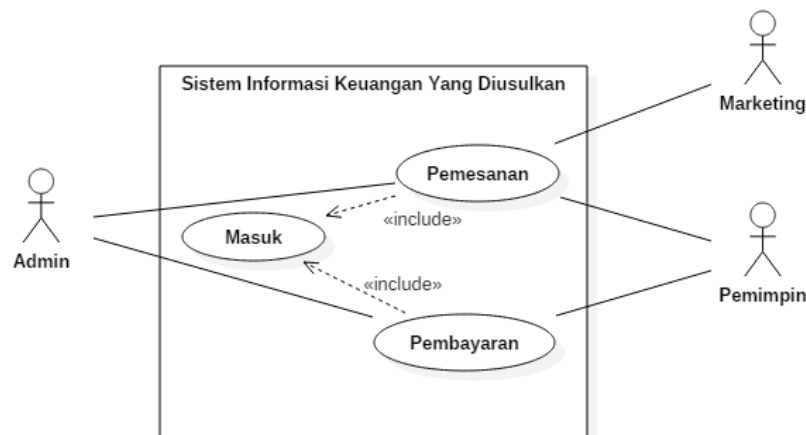 Marketing
Sistem Informasi Keuangan Yang Diusulkan
Pemesanan
«include»
Masuk
Admin
«include»
Pemimpin
Pembayaran